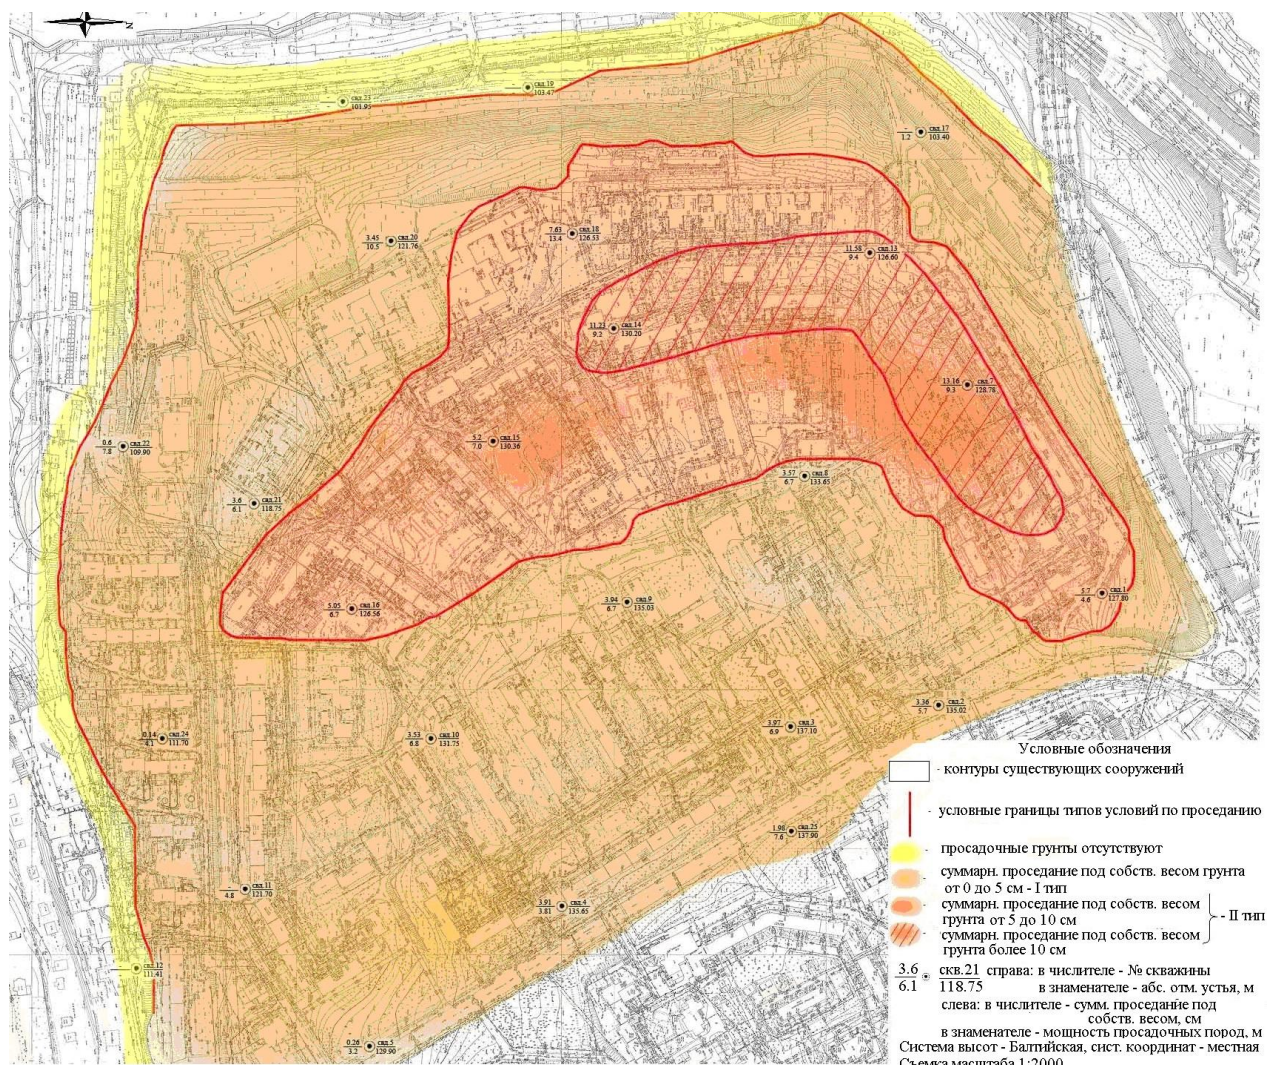 N
скв.23
103.95
скв.19
103.47
1.2 скв.17
103.40
3.45 скв.20
10.5 121.76
7.63 скв.18
13.4 126.53
11.58 скв.13
9.4 126.60
11.23 скв.14
9.2 130.20
13.16 скв.7
9.3 128.78
0.6 скв.22
7.8 109.90
5.2 скв.15
7.0 130.36
3.6 скв.21
6.1 118.75
3.57 скв.8
6.7 133.65
5.05 скв.16
6.7 126.56
3.94 скв.9
6.7 135.03
5.7 скв.1
4.6 127.80
3.36 скв.2
5.7 135.02
3.97 скв.3
6.9 137.10
0.14 скв.24
4.1 111.70
3.53 скв.10
6.8 131.75
1.98 скв.25
7.6 137.90
- скв.11
4.8 121.70
3.91 скв.4
3.81 135.65
скв.12
111.41
0.26 скв.5
3.2 129.90
Условные обозначения
- контуры существующих сооружений
- условные границы типов условий по проседанию
просадочные грунты отсутствуют
суммарн. проседание под собств. весом грунта
от 0 до 5 см - I тип
суммарн. проседание под собств. весом
грунта от 5 до 10 см
- II тип
суммарн. проседание под собств. весом
грунта более 10 см
3.6 скв.21 справа: в числителе - № скважины
6.1 118.75 в знаменателе - абс. отм. устья, м
слева: в числителе - сумм. проседание под
собств. весом, см
в знаменателе - мощность просадочных пород, м
Система высот - Балтийская, сист. координат - местная
Съемка масштаба 1:2000